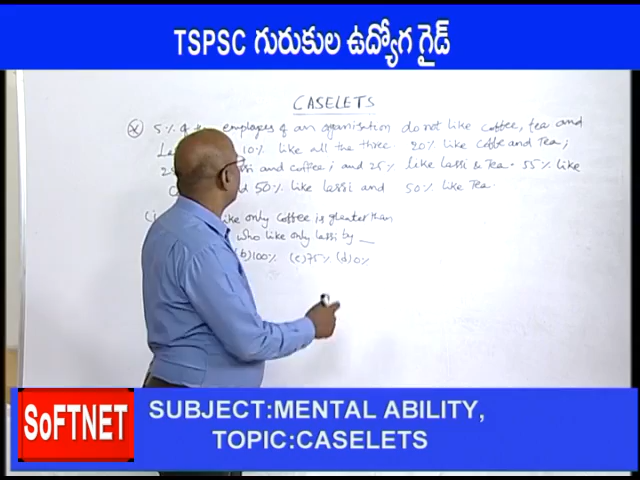 TSPSC గురుకుల ఉద్యోగ గైడ్
CASELETS
5% of employees of an organisation do not like coffee, tea and
10% like all the three. 20% like coffee and Tea;
and coffee; and 25% like lassi & Tea. 55% like
50% like lassi and 50% like Tea.
like only coffee is greater than
who like only lassi by __
(b)100% (c)75% (d)0%
SoFTNET
SUBJECT:MENTAL ABILITY,
TOPIC:CASELETS